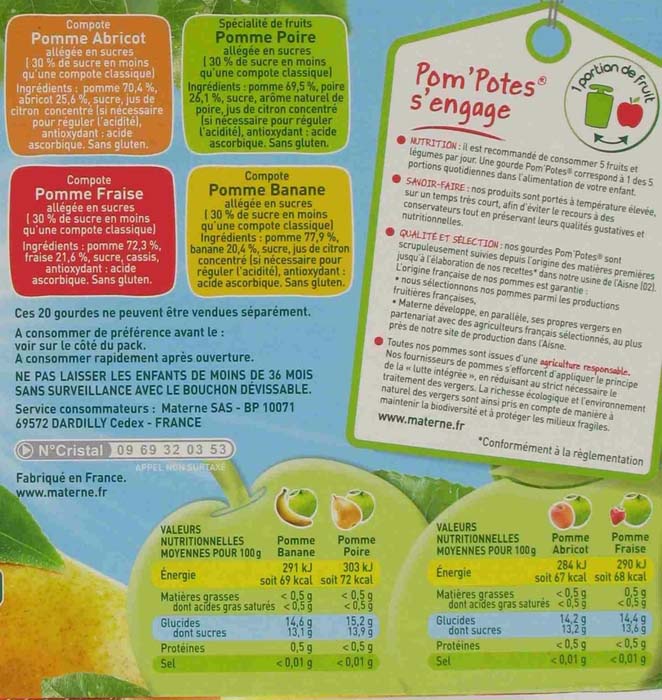 Compote
Pomme Abricot
allégée en sucres
(30 % de sucre en moins
qu'une compote classique)
Ingrédients : pomme 70,4 %,
abricot 25,6 %, sucre, jus de
citron concentré (si nécessaire
pour réguler l'acidité),
antioxydant : acide
ascorbique. Sans gluten.
Spécialité de fruits
Pomme Poire
allégée en sucres
(30 % de sucre en moins
qu'une compote classique)
Ingrédients : pomme 69,5 %, poire
26,1 %, sucre, arôme naturel de
poire, jus de citron concentré
(si nécessaire pour réguler
l'acidité), antioxydant : acide
ascorbique. Sans gluten.
Compote
Pomme Fraise
allégée en sucres
(30 % de sucre en moins
qu'une compote classique)
Ingrédients : pomme 72,3 %,
fraise 21,6 %, sucre, cassis,
antioxydant : acide
ascorbique. Sans gluten.
Compote
Pomme Banane
allégée en sucres
(30 % de sucre en moins
qu'une compote classique)
Ingrédients : pomme 77,9 %,
banane 20,4 %, sucre, jus de citron
concentré (si nécessaire pour
réguler l'acidité), antioxydant :
acide ascorbique. Sans gluten.
Ces 20 gourdes ne peuvent être vendues séparément.
A consommer de préférence avant le :
voir sur le côté du pack.
A consommer rapidement après ouverture.
NE PAS LAISSER LES ENFANTS DE MOINS DE 36 MOIS
SANS SURVEILLANCE AVEC LE BOUCHON DÉVISSABLE.
Service consommateurs : Materne SAS - BP 10071
69572 DARDILLY Cedex - FRANCE
N°Cristal 09 69 32 03 53
APPEL NON SURTAXÉ
Fabriqué en France.
www.materne.fr
Pom'Potes®
s'engage
1 portion de fruit
NUTRITION : il est recommandé de consommer 5 fruits et
légumes par jour. Une gourde Pom'Potes® correspond à 1 des 5
portions quotidiennes dans l'alimentation de votre enfant.
SAVOIR-FAIRE : nos produits sont portés à température élevée,
sur un temps très court, afin d'éviter le recours à des
conservateurs tout en préservant leurs qualités gustatives et
nutritionnelles.
QUALITÉ ET SÉLECTION : nos gourdes Pom'Potes® sont
scrupuleusement suivies depuis l'origine des matières premières
jusqu'à l'élaboration de nos recettes* dans notre usine de l'Aisne (02).
L'origine française de nos pommes est garantie :
• nous sélectionnons nos pommes parmi les productions
fruitières françaises,
• Materne développe, en parallèle, ses propres vergers en
partenariat avec des agriculteurs français sélectionnés, au plus
près de notre site de production dans l'Aisne.
Toutes nos pommes sont issues d'une agriculture responsable.
Nos fournisseurs de pommes s'efforcent d'appliquer le principe
de la « lutte intégrée », en réduisant au strict nécessaire le
traitement des vergers. La richesse écologique et l'environnement
naturel des vergers sont ainsi pris en compte de manière à
maintenir la biodiversité et à protéger les milieux fragiles.
www.materne.fr
*Conformément à la réglementation
VALEURS
NUTRITIONNELLES
MOYENNES POUR 100g
Pomme Banane
Pomme Poire
Énergie 291 kJ soit 69 kcal 303 kJ soit 72 kcal
Matières grasses < 0,5 g < 0,5 g
dont acides gras saturés < 0,5 g < 0,5 g
Glucides 14,6 g 15,2 g
dont sucres 13,1 g 13,9 g
Protéines 0,5 g < 0,5 g
Sel < 0,01 g < 0,01 g
VALEURS
NUTRITIONNELLES
MOYENNES POUR 100g
Pomme Abricot
Pomme Fraise
Énergie 284 kJ soit 67 kcal 290 kJ soit 68 kcal
Matières grasses < 0,5 g 0,5 g
dont acides gras saturés < 0,5 g < 0,5 g
Glucides 14,2 g 14,4 g
dont sucres 13,2 g 13,6 g
Protéines < 0,5 g < 0,5 g
Sel < 0,01 g < 0,01 g